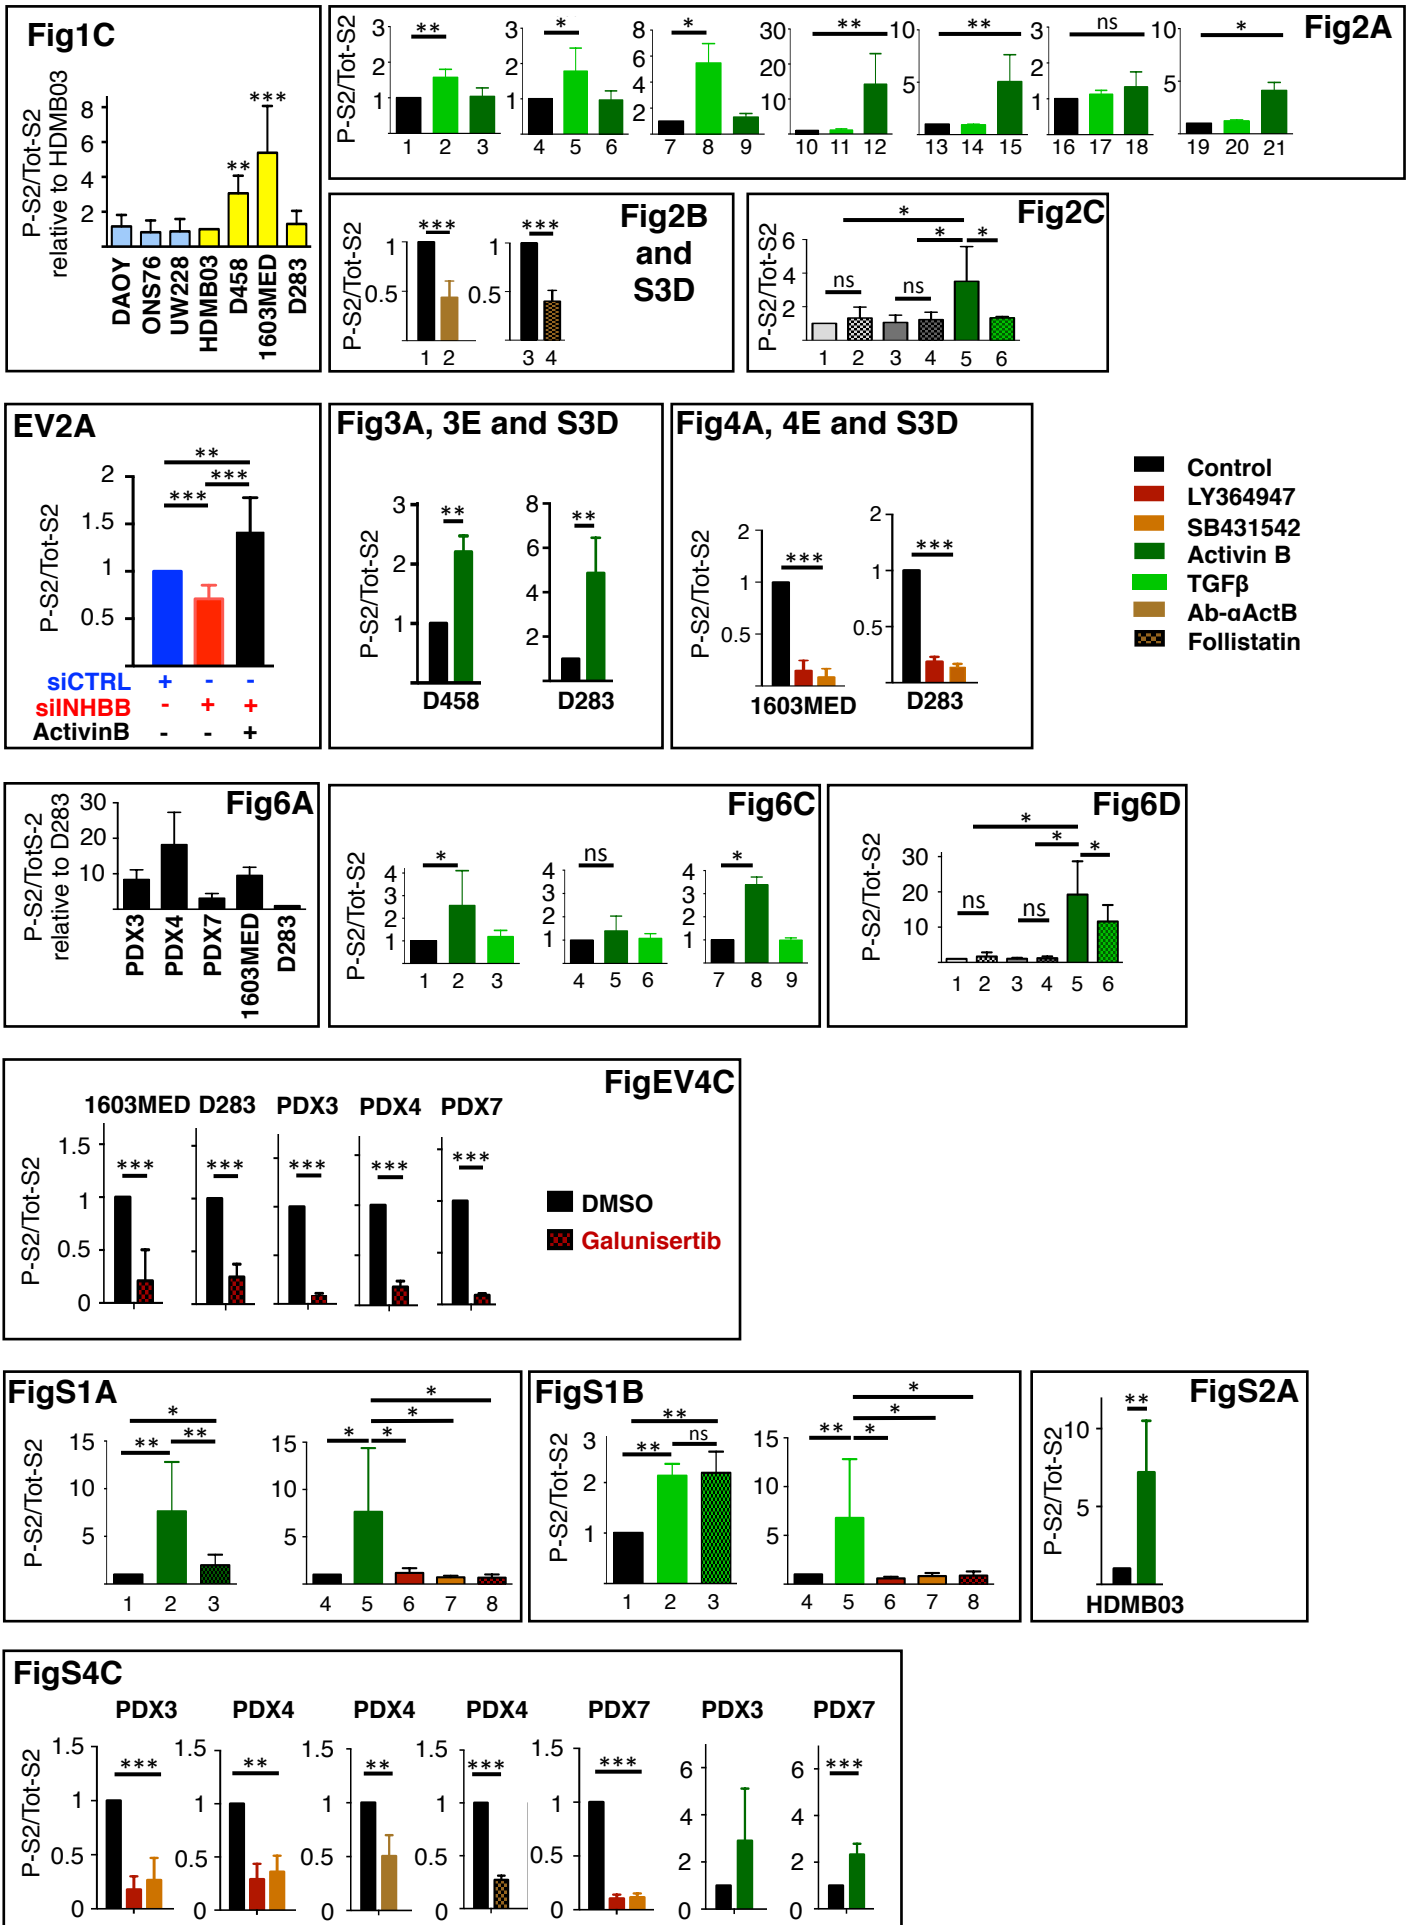 Fig1C
P-S2/Tot-S2
relative to HDMB03
8
6
4
2
**
***
DAOY
ONS76
UW228
HDMB03
D458
1603MED
D283
Fig2A
P-S2/Tot-S2
3
2
1
**
1 2 3
3
2
1
*
4 5 6
8
6
4
2
*
7 8 9
30
20
10
**
10 11 12
10
5
**
13 14 15
3
2
1
ns
16 17 18
10
5
*
19 20 21
Fig2B
and
S3D
P-S2/Tot-S2
1
0.5
***
1 2
1
0.5
***
3 4
Fig2C
P-S2/Tot-S2
6
4
2
*
* *
ns ns
1 2 3 4 5 6
EV2A
P-S2/Tot-S2
2
1.5
1
0.5
**
***
***
siCTRL + - -
siINHBB - + +
ActivinB - - +
Fig3A, 3E and S3D
P-S2/Tot-S2
3
2
1
**
D458
8
6
4
2
**
D283
Fig4A, 4E and S3D
P-S2/Tot-S2
2
1
0.5
***
1603MED
2
1
0.5
***
D283
Control
LY364947
SB431542
Activin B
TGFβ
Ab-αActB
Follistatin
Fig6A
P-S2/TotS-2
relative to D283
30
20
10
PDX3
PDX4
PDX7
1603MED
D283
Fig6C
P-S2/Tot-S2
4
3
2
1
*
1 2 3
4
3
2
1
ns
4 5 6
4
3
2
1
*
7 8 9
Fig6D
P-S2/Tot-S2
30
20
10
*
* *
ns ns
1 2 3 4 5 6
FigEV4C
1603MED D283 PDX3 PDX4 PDX7
P-S2/Tot-S2
1.5
1
0.5
0
*** *** *** *** ***
DMSO
Galunisertib
FigS1A
P-S2/Tot-S2
15
10
5
*
** **
1 2 3
15
10
5
*
*
* *
4 5 6 7 8
FigS1B
P-S2/Tot-S2
3
2
1
**
** ns
1 2 3
15
10
5
*
*
** *
4 5 6 7 8
FigS2A
P-S2/Tot-S2
10
5
**
HDMB03
FigS4C
PDX3 PDX4 PDX4 PDX4 PDX7 PDX3 PDX7
P-S2/Tot-S2
1.5
1
0.5
0
***
1.5
1
0.5
0
**
1.5
1
0.5
0
**
1.5
1
0.5
0
***
1.5
1
0.5
0
***
6
4
2
0
6
4
2
0
***